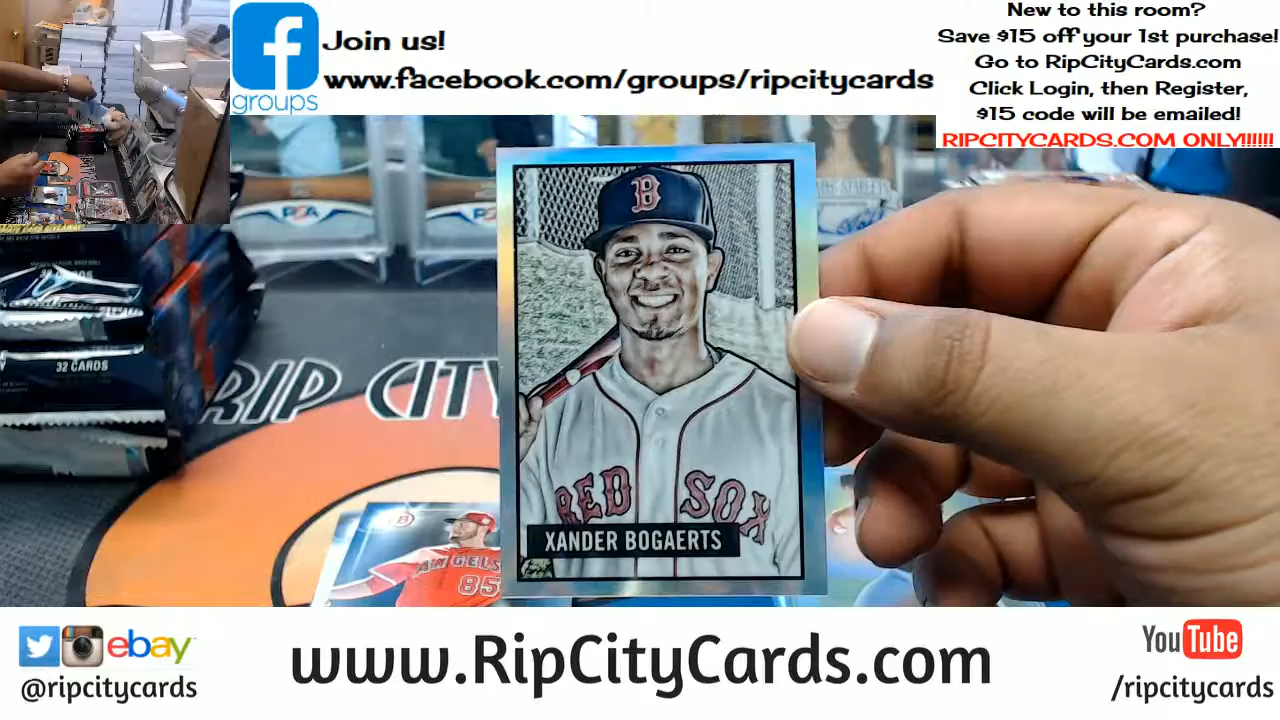 Join us!
www.facebook.com/groups/ripcitycards
groups
New to this room?
Save $15 off your 1st purchase!
Go to RipCityCards.com
Click Login, then Register,
$15 code will be emailed!
RIPCITYCARDS.COM ONLY!!!!!!
PSA
PSA
32 CARDS
RIP CITY
B
RED SOX
XANDER BOGAERTS
B
ANGELS
85
ebay
@ripcitycards
www.RipCityCards.com
YouTube
/ripcitycards